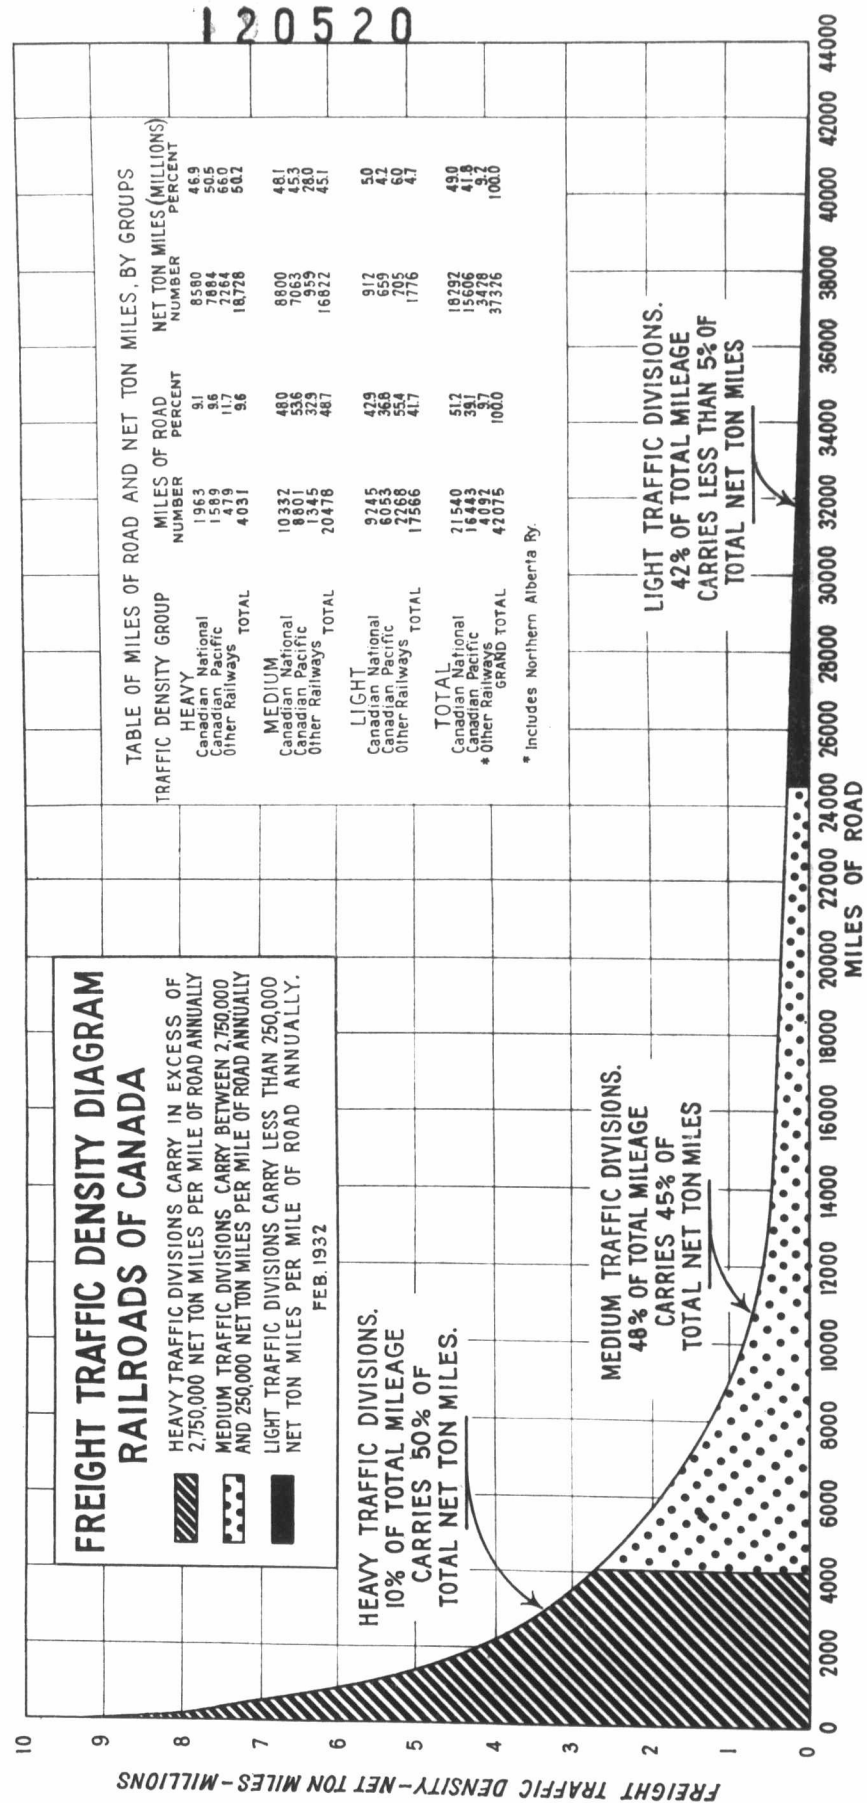 120520
FREIGHT TRAFFIC DENSITY DIAGRAM
RAILROADS OF CANADA
HEAVY TRAFFIC DIVISIONS CARRY IN EXCESS OF
2,750,000 NET TON MILES PER MILE OF ROAD ANNUALLY
MEDIUM TRAFFIC DIVISIONS CARRY BETWEEN 2,750,000
AND 250,000 NET TON MILES PER MILE OF ROAD ANNUALLY
LIGHT TRAFFIC DIVISIONS CARRY LESS THAN 250,000
NET TON MILES PER MILE OF ROAD ANNUALLY.
FEB. 1932
TABLE OF MILES OF ROAD AND NET TON MILES, BY GROUPS
TRAFFIC DENSITY GROUP MILES OF ROAD NET TON MILES (MILLIONS)
NUMBER PERCENT NUMBER PERCENT
HEAVY
Canadian National 1963 9.1 8580 46.9
Canadian Pacific 1589 9.6 7884 50.5
Other Railways 479 11.7 2264 66.0
TOTAL 4031 9.6 18,728 50.2
MEDIUM
Canadian National 10332 48.0 8800 48.1
Canadian Pacific 8801 53.6 7063 45.3
Other Railways 1345 32.9 959 28.0
TOTAL 20478 48.7 16822 45.1
LIGHT
Canadian National 9245 42.9 912 5.0
Canadian Pacific 6053 36.8 659 4.2
Other Railways 2268 55.4 205 6.0
TOTAL 17566 41.7 1776 4.7
TOTAL
Canadian National 21540 51.2 18292 49.0
Canadian Pacific 16443 39.1 15606 41.8
* Other Railways 4092 9.7 3428 9.2
GRAND TOTAL 42075 100.0 37326 100.0
* Includes Northern Alberta Ry.
HEAVY TRAFFIC DIVISIONS.
10% OF TOTAL MILEAGE
CARRIES 50% OF
TOTAL NET TON MILES.
MEDIUM TRAFFIC DIVISIONS.
48% OF TOTAL MILEAGE
CARRIES 45% OF
TOTAL NET TON MILES
LIGHT TRAFFIC DIVISIONS.
42% OF TOTAL MILEAGE
CARRIES LESS THAN 5% OF
TOTAL NET TON MILES
FREIGHT TRAFFIC DENSITY-NET TON MILES-MILLIONS
10
9
8
7
6
5
4
3
2
1
0
0 2000 4000 6000 8000 10000 12000 14000 16000 18000 20000 22000 24000 26000 28000 30000 32000 34000 36000 38000 40000 42000 44000
MILES OF ROAD